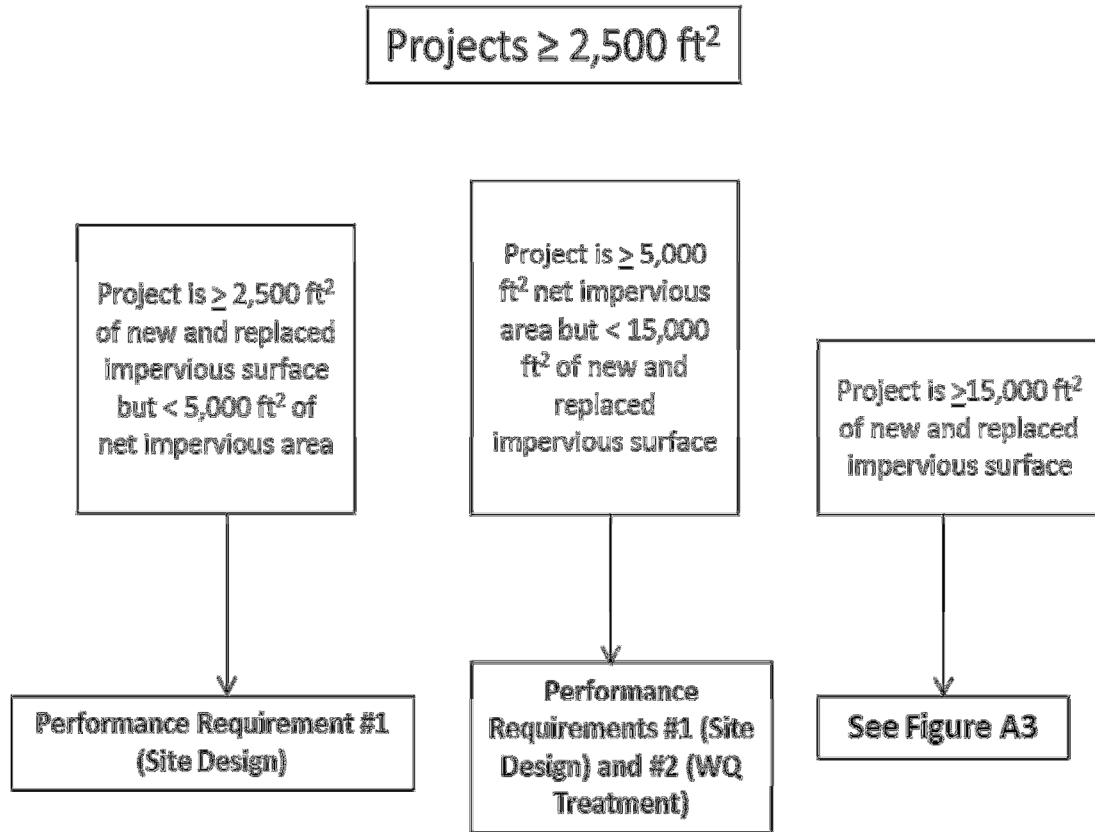 Projects ≥ 2,500 ft²
Project is ≥ 2,500 ft²
of new and replaced
impervious surface
but < 5,000 ft² of
net impervious area
Project is ≥ 5,000
ft² net impervious
area but < 15,000
ft² of new and
replaced
impervious surface
Project is ≥15,000 ft²
of new and replaced
impervious surface
Performance Requirement #1
(Site Design)
Performance
Requirements #1 (Site
Design) and #2 (WQ
Treatment)
See Figure A3